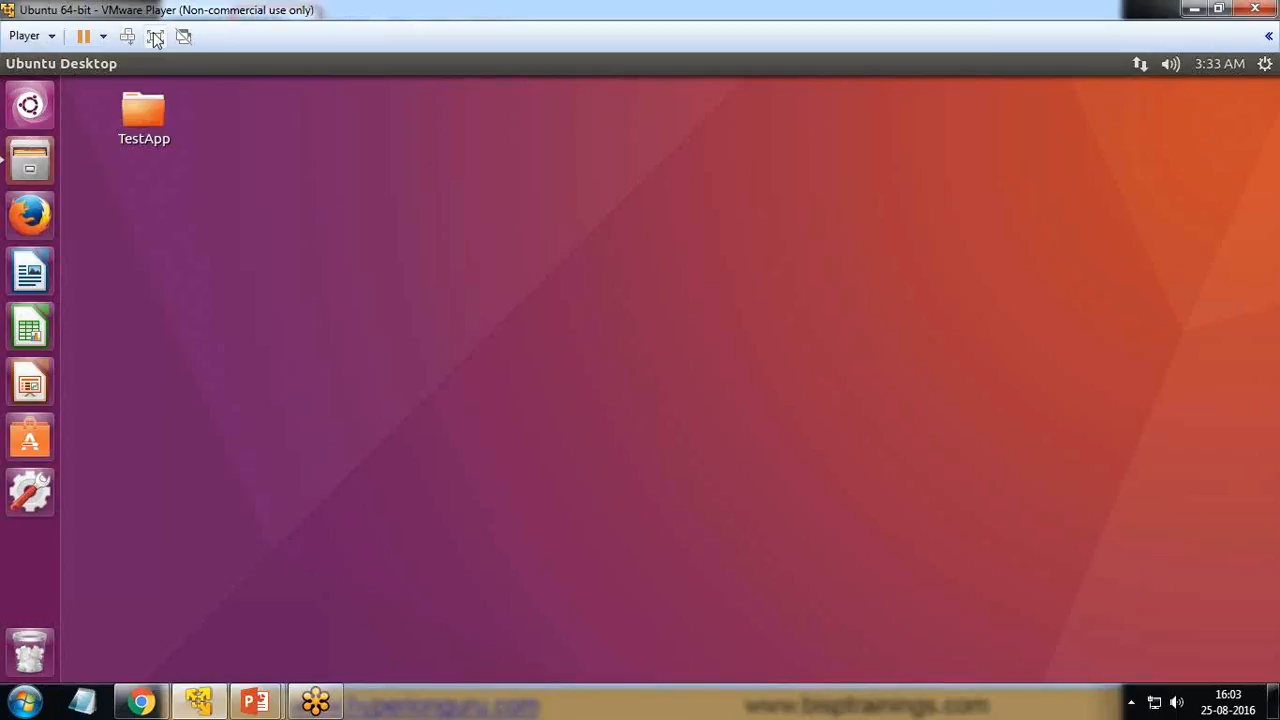 Ubuntu 64-bit - VMware Player (Non-commercial use only)
Player
Ubuntu Desktop
3:33 AM
TestApp
www.bisptrainings.com
16:03
25-08-2016